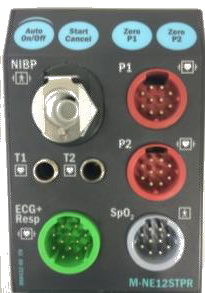 Auto On/Off
Start Cancel
Zero P1
Zero P2
NIBP
P1
T1
T2
P2
ECG+
Resp
SpO2
M-NE12STPR